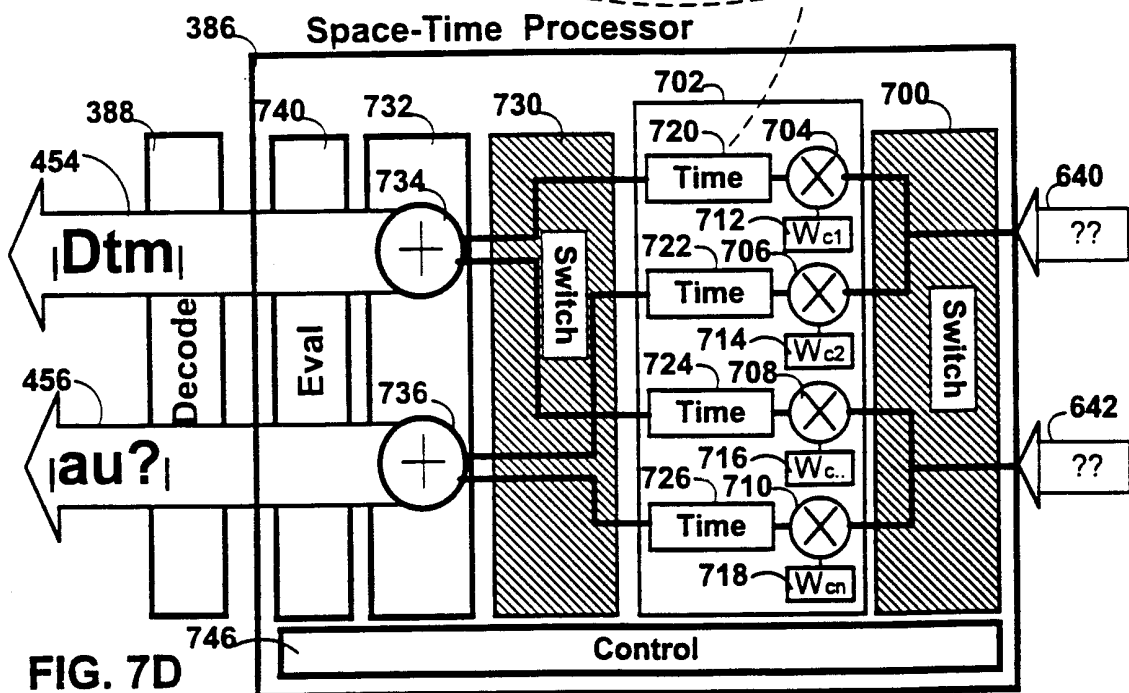 386
Space-Time Processor
388
740
732
730
702
700
454
720
704
640
734
Time
??
712
Wc1
|Dtm|
722
706
Switch
Time
714
Wc2
Switch
Decode
Eval
724
708
456
736
Time
642
|au?|
716
Wc..
??
726
710
Time
718
Wcn
746
Control
FIG. 7D